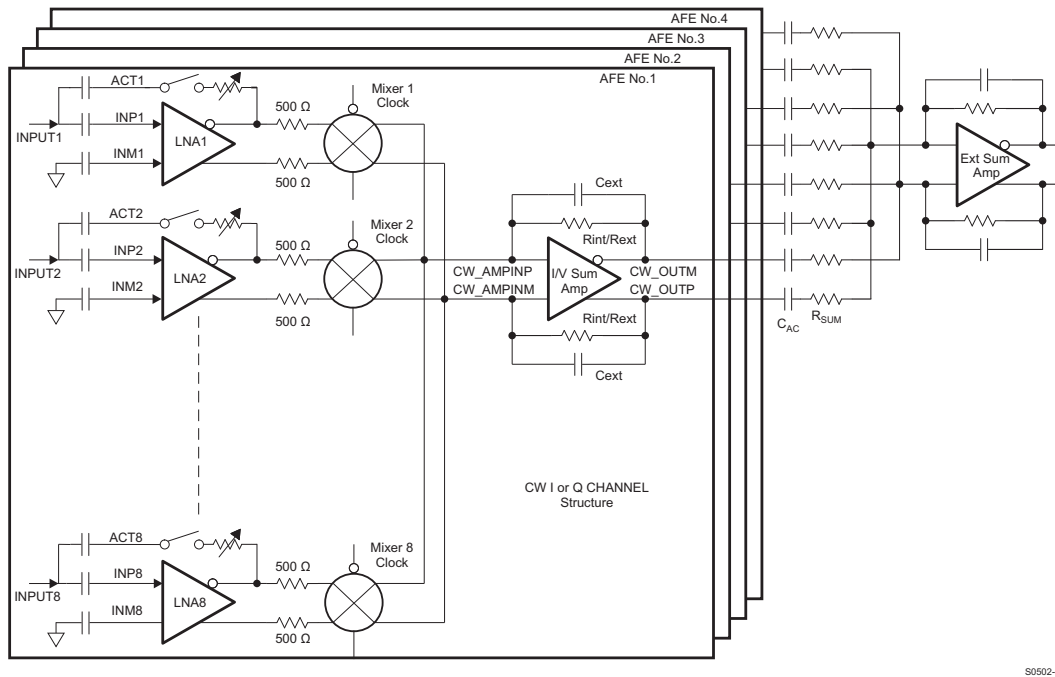 AFE No.4
AFE No.3
AFE No.2
AFE No.1
ACT1
INP1
INPUT1
INM1
LNA1
500 Ω
500 Ω
Mixer 1
Clock
ACT2
INP2
INPUT2
INM2
LNA2
500 Ω
500 Ω
Mixer 2
Clock
Cext
Rint/Rext
CW_AMPINP
CW_AMPINM
I/V Sum
Amp
CW_OUTM
CW_OUTP
Rint/Rext
Cext
CAC
RSUM
Ext Sum
Amp
CW I or Q CHANNEL
Structure
ACT8
INP8
INPUT8
INM8
LNA8
500 Ω
500 Ω
Mixer 8
Clock
S0502-